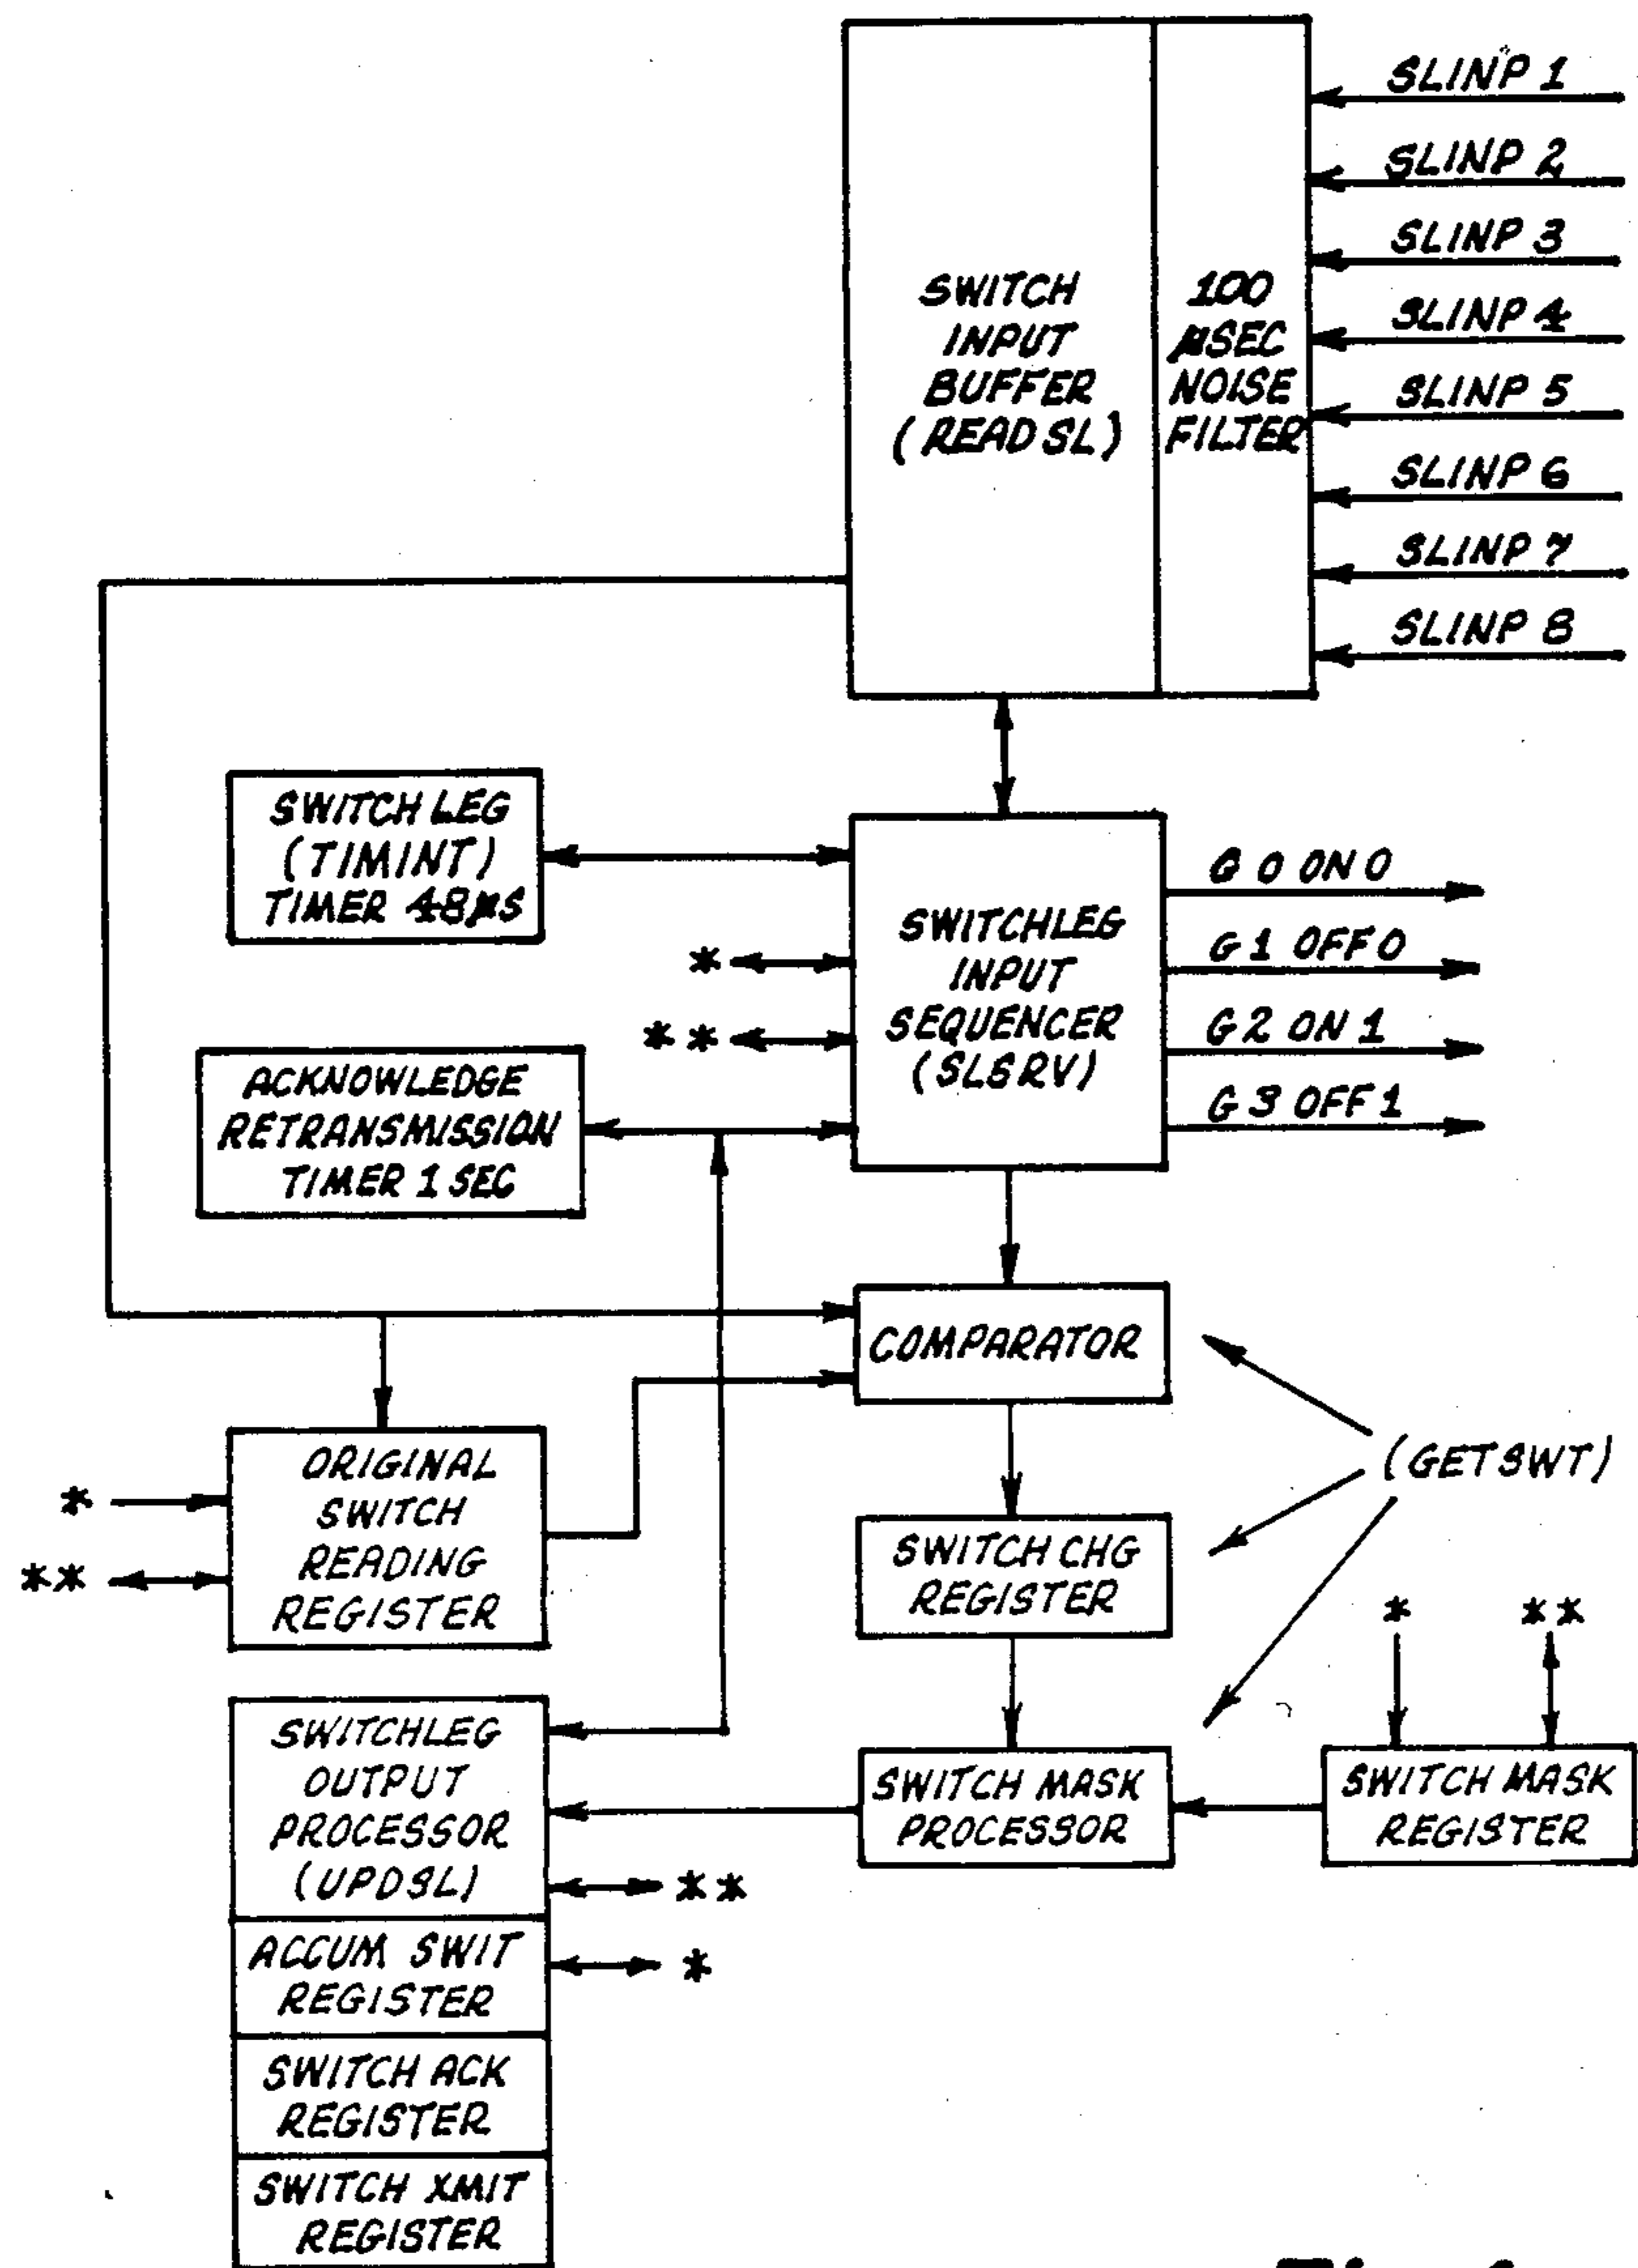 SLINP 1
SLINP 2
SLINP 3
SLINP 4
SLINP 5
SLINP 6
SLINP 7
SLINP 8
SWITCH
INPUT
BUFFER
(READ SL)
100
µSEC
NOISE
FILTER
SWITCH LEG
(TIMINT)
TIMER 48µS
*
**
SWITCHLEG
INPUT
SEQUENCER
(SLSRV)
G 0 ON 0
G 1 OFF 0
G 2 ON 1
G 3 OFF 1
ACKNOWLEDGE
RETRANSMISSION
TIMER 1 SEC
COMPARATOR
(GETSWT)
*
**
ORIGINAL
SWITCH
READING
REGISTER
SWITCH CHG
REGISTER
*
**
SWITCHLEG
OUTPUT
PROCESSOR
(UPDSL)
**
SWITCH MASK
PROCESSOR
SWITCH MASK
REGISTER
ACCUM SWIT
REGISTER
*
SWITCH ACK
REGISTER
SWITCH XMIT
REGISTER